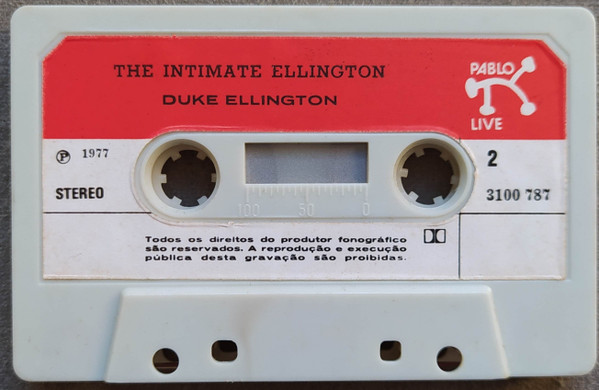 THE INTIMATE ELLINGTON
DUKE ELLINGTON
PABLO
LIVE
℗ 1977
2
STEREO
3100 787
100 50 0
Todos os direitos do produtor fonográfico
são reservados. A reprodução e execução
pública desta gravação são proibidas.